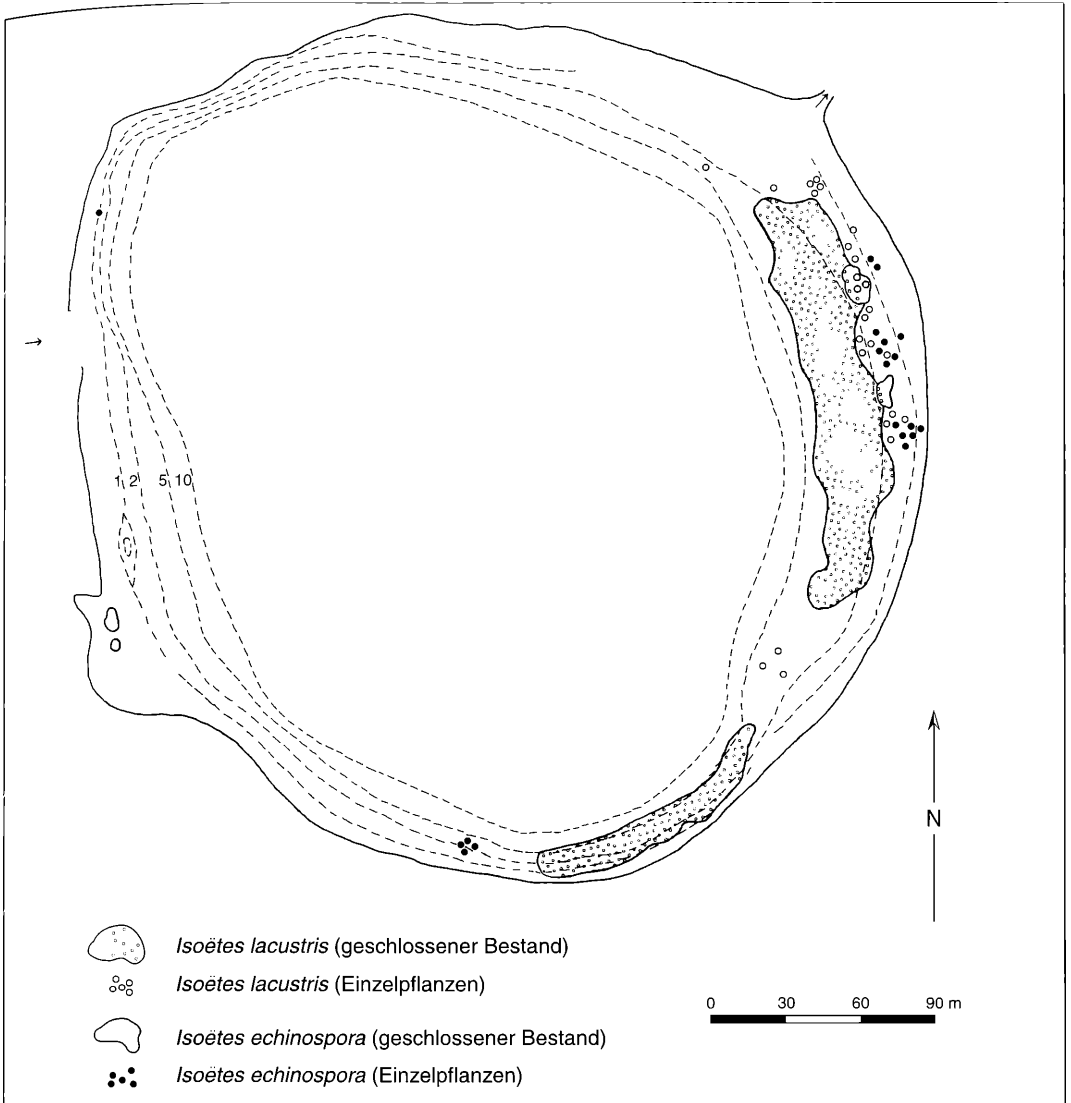 1 2 5 10
N
Isoëtes lacustris (geschlossener Bestand)
Isoëtes lacustris (Einzelpflanzen)
0 30 60 90 m
Isoëtes echinospora (geschlossener Bestand)
Isoëtes echinospora (Einzelpflanzen)